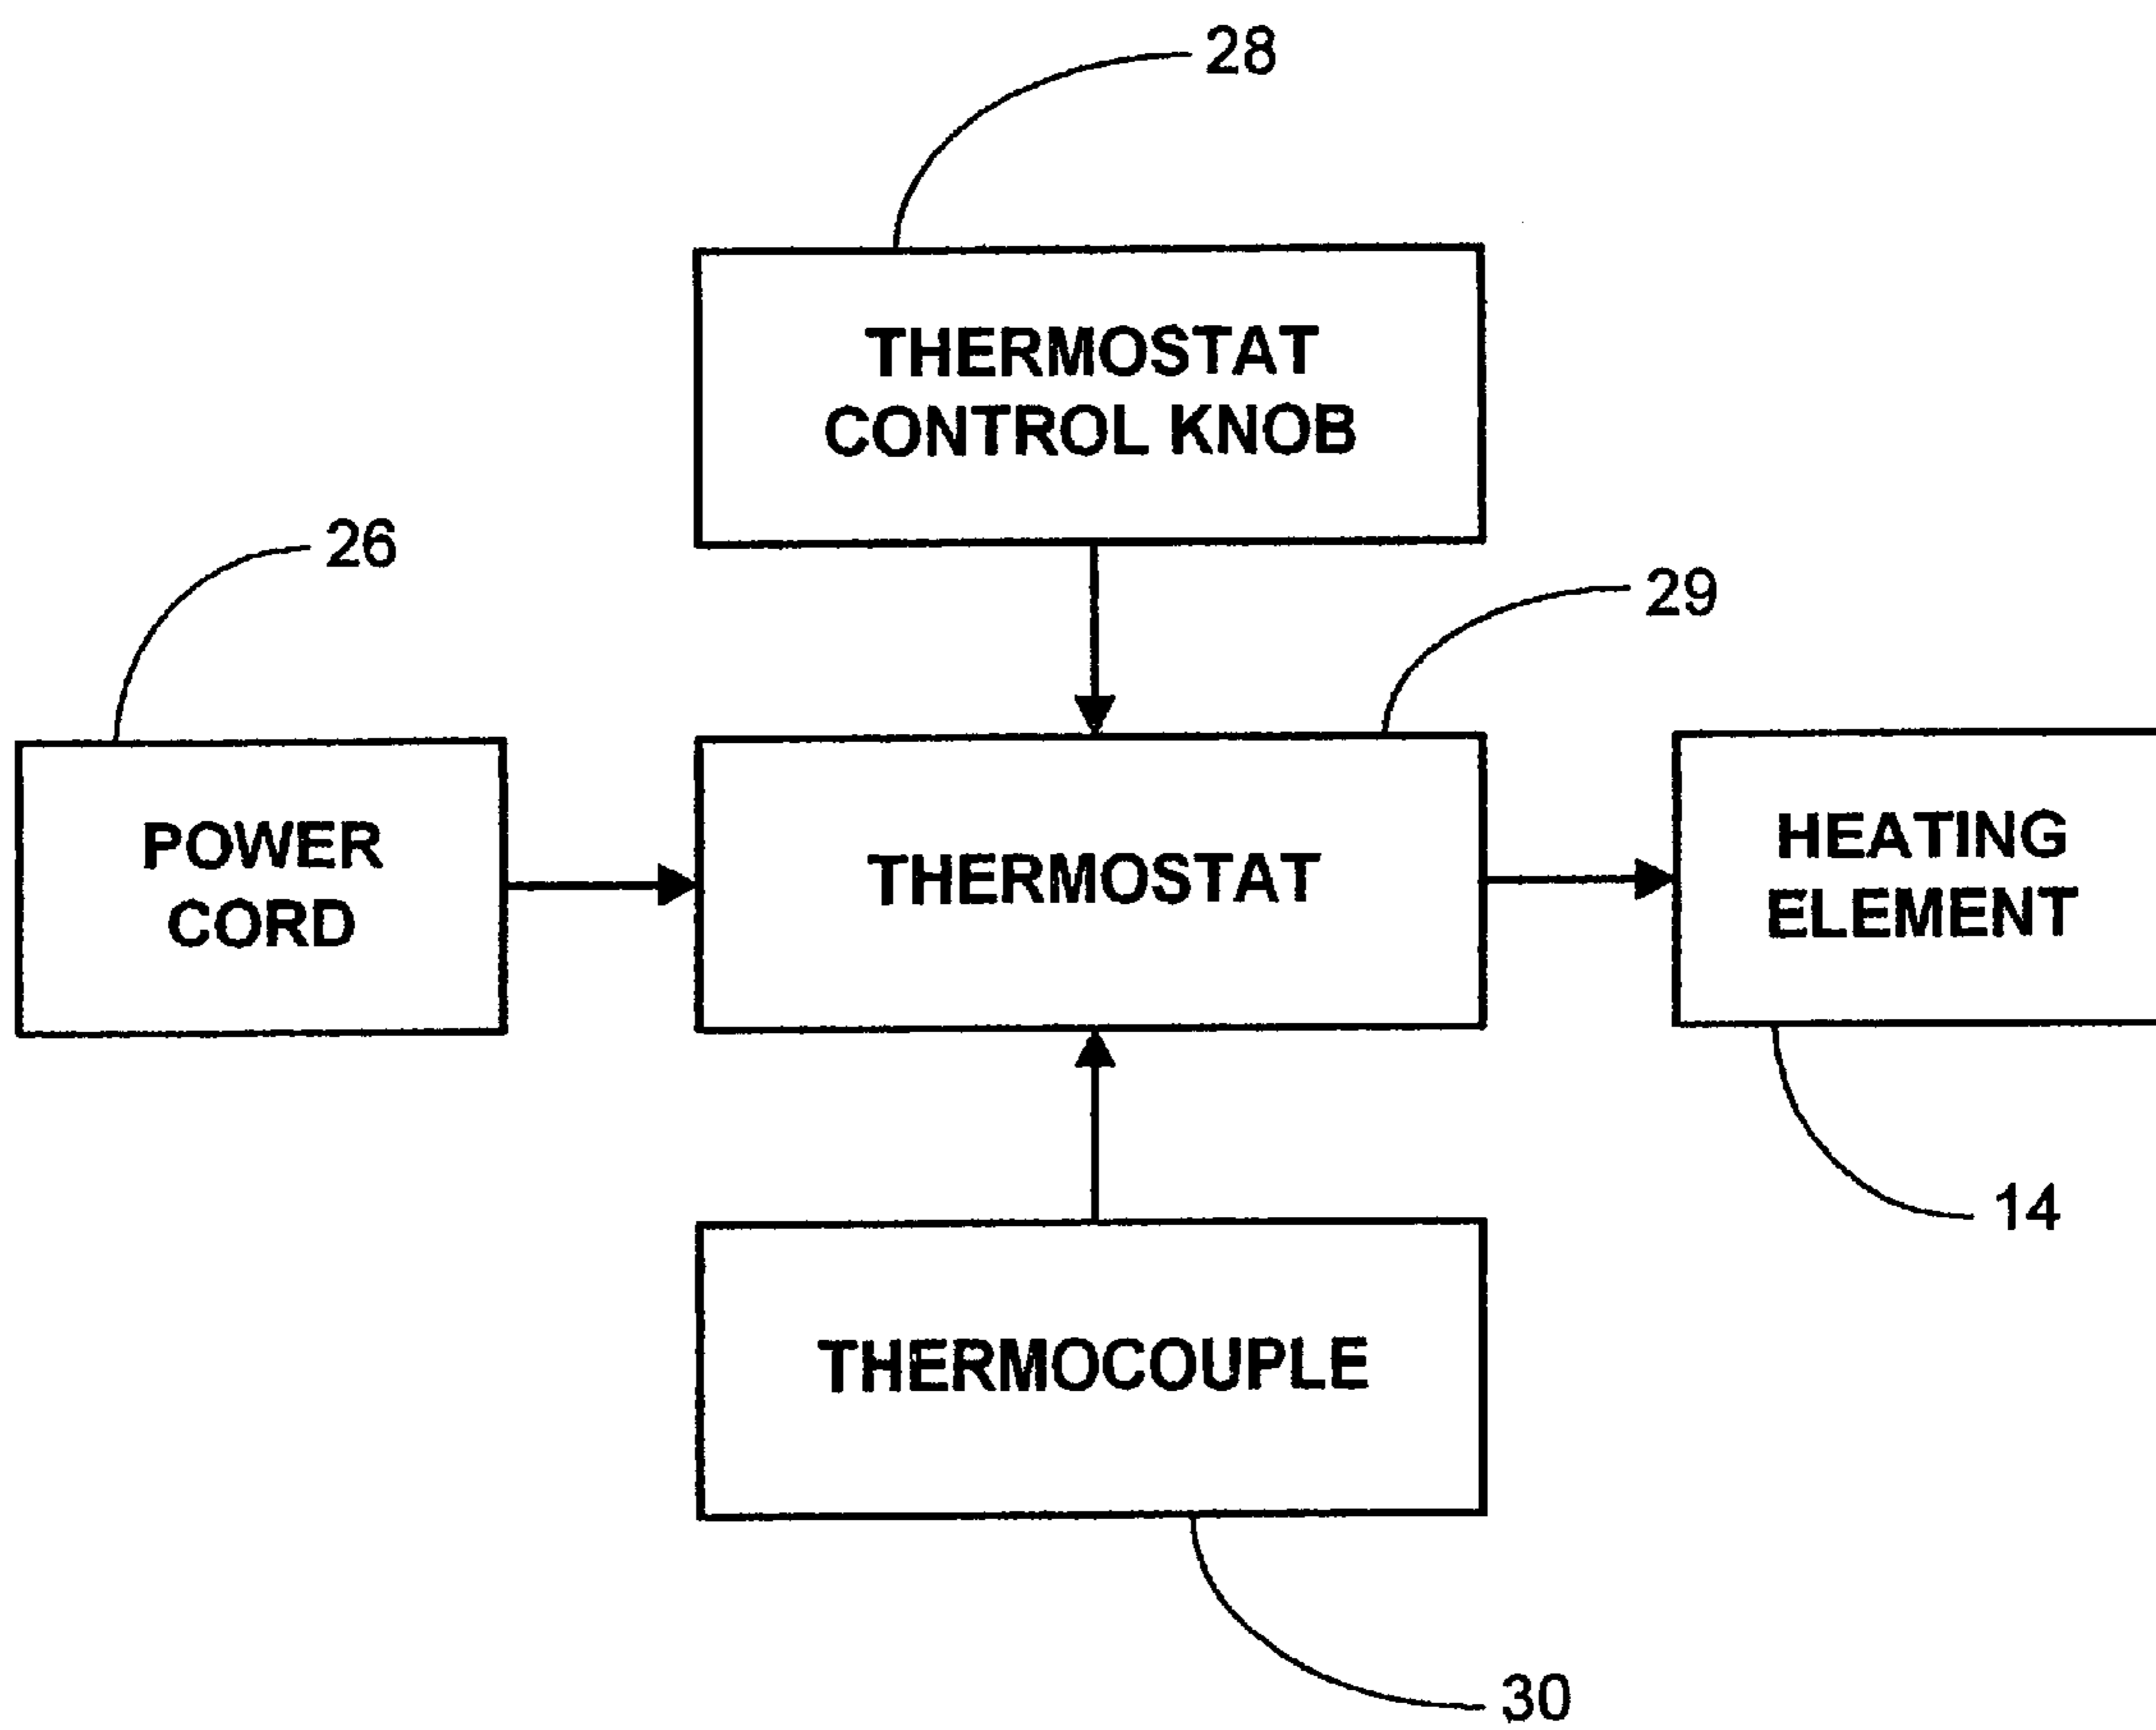 28
THERMOSTAT
CONTROL KNOB
26
29
POWER
CORD
THERMOSTAT
HEATING
ELEMENT
14
THERMOCOUPLE
30